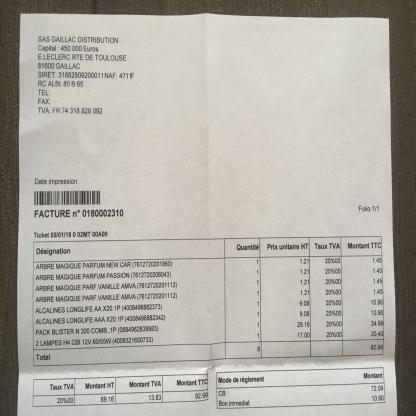 SAS GAILLAC DISTRIBUTION
Capital : 450 000 Euros
E.LECLERC RTE DE TOULOUSE
81600 GAILLAC
SIRET: 31882809200011NAF: 4711F
RC ALBI: 80 B 65
TEL:
FAX:
TVA: FR 74 318 828 092
Date impression :
FACTURE n° 0180002310
Folio 1/1
Ticket 05/01/18 0 02MT 00A00
Désignation Quantité Prix unitaire HT Taux TVA Montant TTC
ARBRE MAGIQUE PARFUM NEW CAR (7612720201860) 1 1.21 20%00 1.45
ARBRE MAGIQUE PARFUM PASSION (7612720208043) 1 1.21 20%00 1.45
ARBRE MAGIQUE PARF.VANILLE AMVA (7612720201112) 1 1.21 20%00 1.45
ARBRE MAGIQUE PARF.VANILLE AMVA (7612720201112) 1 1.21 20%00 1.45
ALCALINES LONGLIFE AA X20.1P (4008496882373) 1 9.08 20%00 10.90
ALCALINES LONGLIFE AAA X20.1P (4008496882342) 1 9.08 20%00 10.90
PACK BLISTER N 300 COMB.,1P (0884962838983) 1 29.16 20%00 34.99
2 LAMPES H4 CBI 12V 60/55W (4008321650733) 1 17.00 20%00 20.40
Total 8 82.99
Taux TVA Montant HT Montant TVA Montant TTC
20%00 69.16 13.83 82.99
Mode de règlement Montant
CB 72.09
Bon immediat 10.90